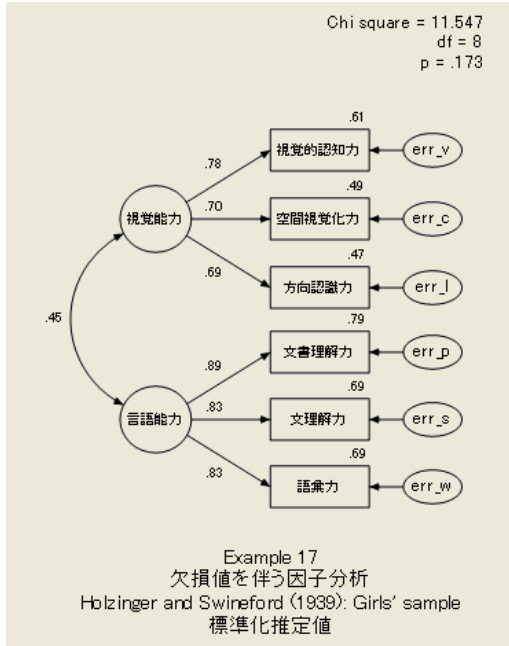 Chi square = 11.547
df = 8
p = .173
.61
視覚的認知力
err_v
.78
.49
視覚能力
.70
空間視覚化力
err_c
.47
.69
方向認識力
err_l
.79
.45
文書理解力
err_p
.89
.69
言語能力
.83
文理解力
err_s
.69
.83
語彙力
err_w
Example 17
欠損値を伴う因子分析
Holzinger and Swineford (1939): Girls' sample
標準化推定値